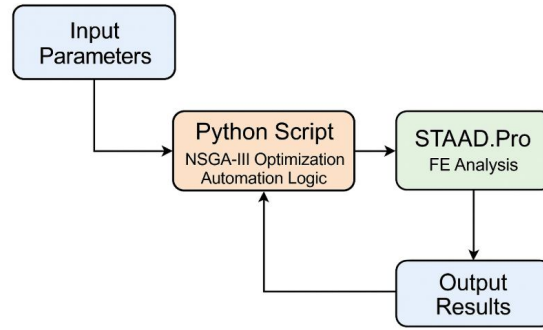 Input
Parameters
Python Script
NSGA-III Optimization
Automation Logic
STAAD.Pro
FE Analysis
Output
Results